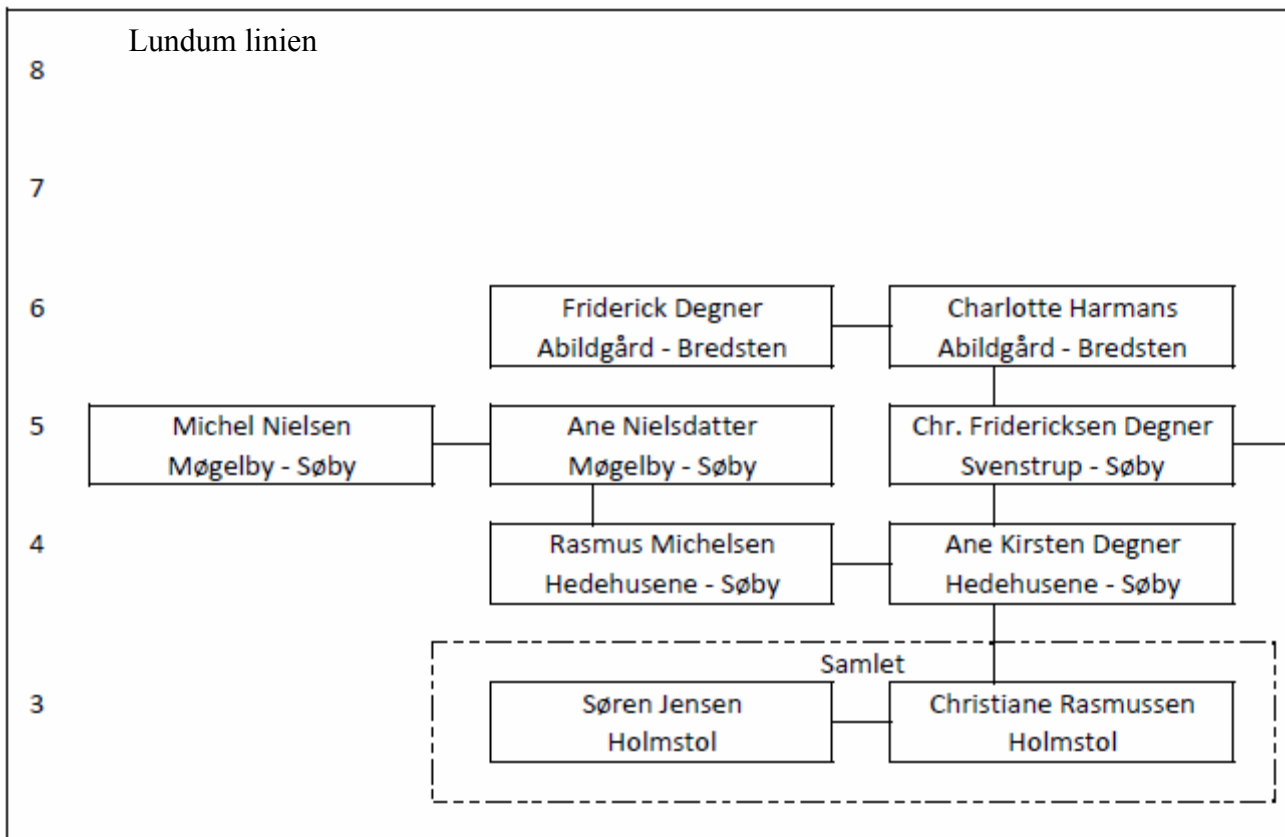 Lundum linien
8
7
6
Friderick Degner
Abildgård - Bredsten
Charlotte Harmans
Abildgård - Bredsten
5
Michel Nielsen
Møgelby - Søby
Ane Nielsdatter
Møgelby - Søby
Chr. Fridericksen Degner
Svenstrup - Søby
4
Rasmus Michelsen
Hedehusene - Søby
Ane Kirsten Degner
Hedehusene - Søby
Samlet
3
Søren Jensen
Holmstol
Christiane Rasmussen
Holmstol